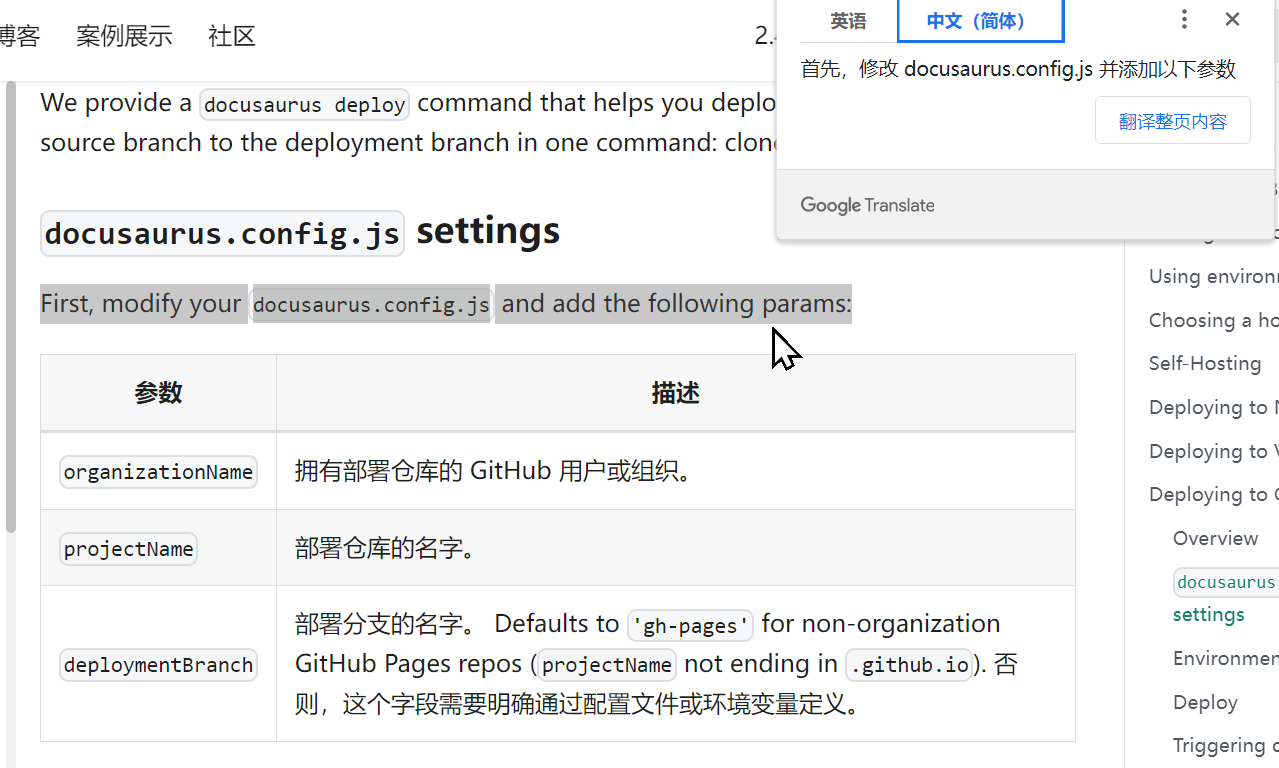 博客 案例展示 社区 2.
英语 中文（简体）
首先，修改 docusaurus.config.js 并添加以下参数
翻译整页内容
Google Translate
We provide a docusaurus deploy command that helps you deplo
source branch to the deployment branch in one command: clon
docusaurus.config.js settings
First, modify your docusaurus.config.js and add the following params:
参数 描述
organizationName 拥有部署仓库的 GitHub 用户或组织。
projectName 部署仓库的名字。
deploymentBranch
部署分支的名字。 Defaults to 'gh-pages' for non-organization
GitHub Pages repos (projectName not ending in .github.io). 否
则，这个字段需要明确通过配置文件或环境变量定义。
Using environ
Choosing a ho
Self-Hosting
Deploying to
Deploying to
Deploying to
Overview
docusaurus
settings
Environmen
Deploy
Triggering